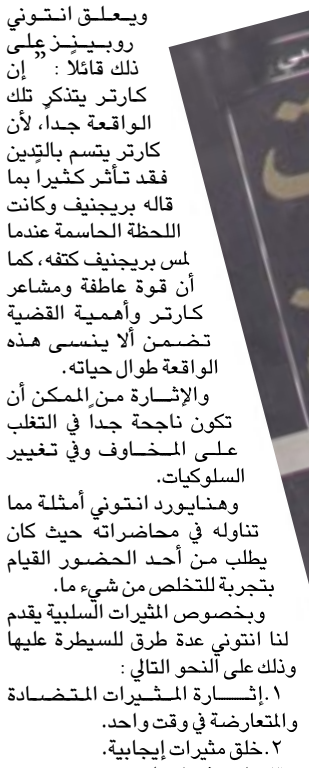 ويعلق انتوني
روبينز على
ذلك قائلاً : " إن
كارتر يتذكر تلك
الواقعة جداً، لأن
كارتر يتسم بالتدين
فقد تأثر كثيراً بما
قاله بريجنيف وكانت
اللحظة الحاسمة عندما
لمس بريجنيف كتفه، كما
أن قوة عاطفة ومشاعر
كارتر وأهمية القضية
تضمن ألا ينسى هذه
الواقعة طوال حياته.
والإثارة من الممكن أن
تكون ناجحة جداً في التغلب
على المخاوف وفي تغيير
السلوكيات.
وهنايورد انتوني أمثلة مما
تناوله في محاضراته حيث كان
يطلب من أحد الحضور القيام
بتجربة للتخلص من شيء ما.
وبخصوص المثيرات السلبية يقدم
لنا انتوني عدة طرق للسيطرة عليها
وذلك على النحو التالي :
١.إثارة المثيرات المتضادة
والمتعارضة في وقت واحد.
٢.خلق مثيرات إيجابية.